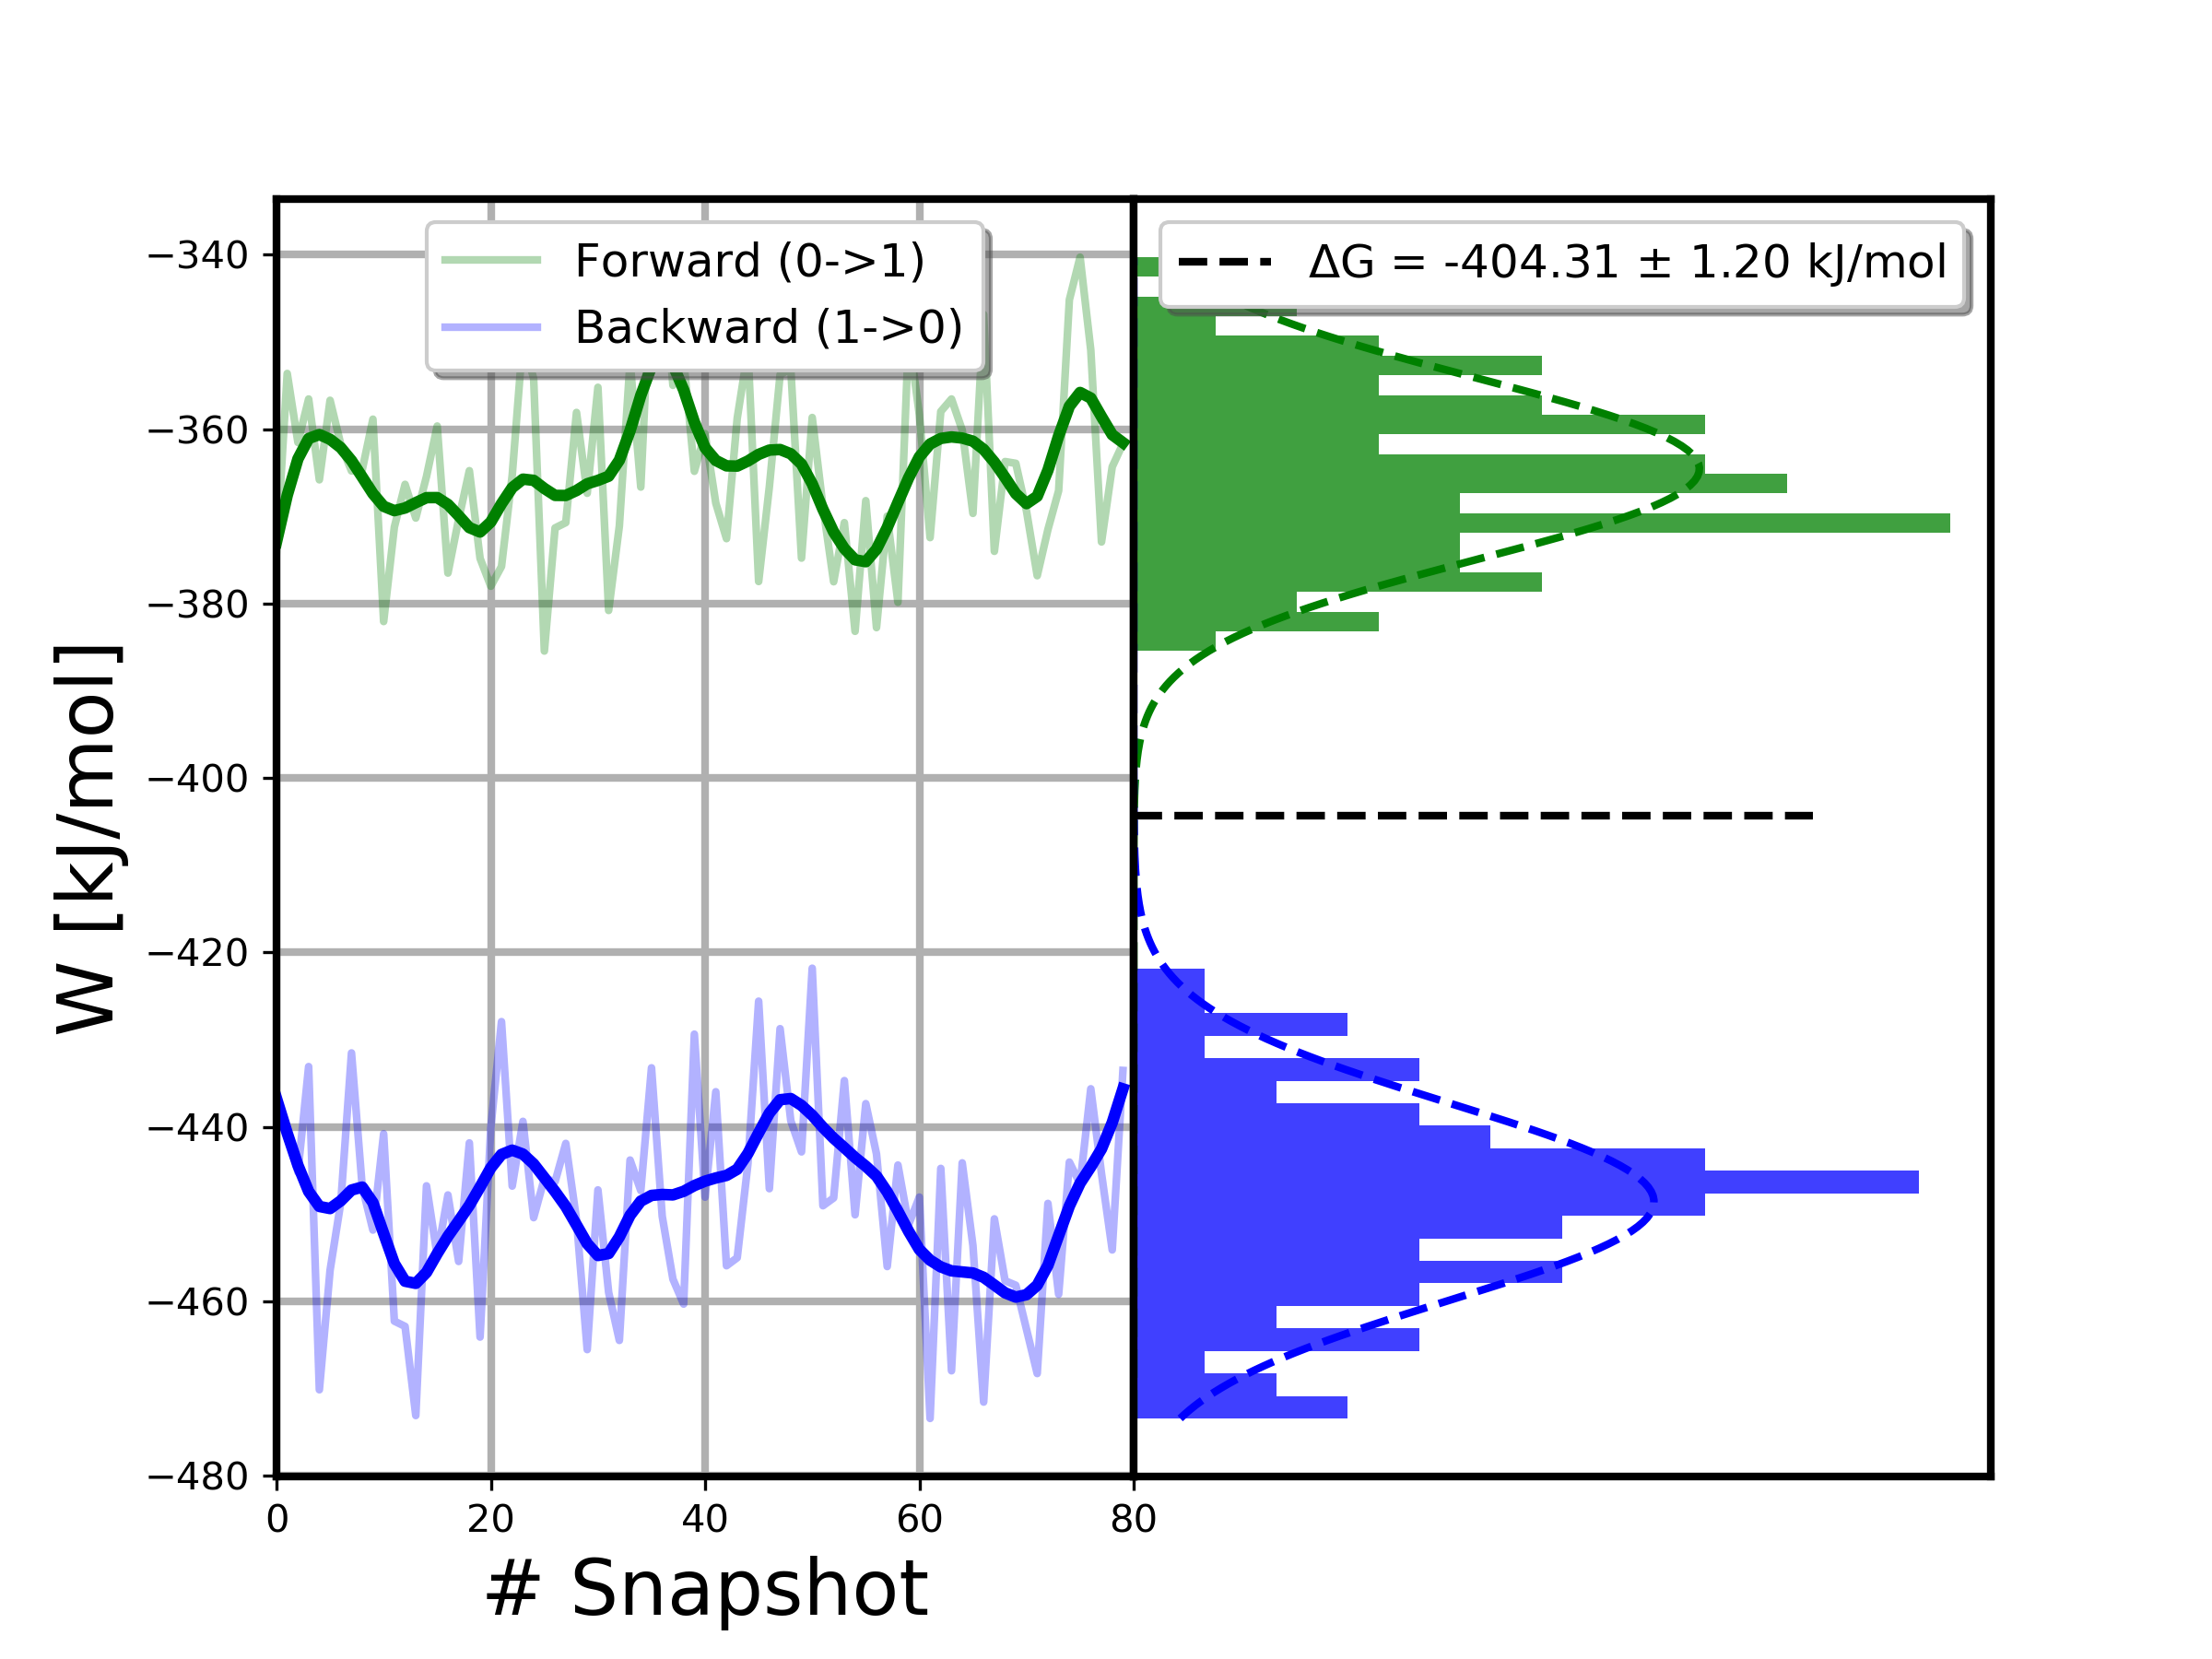 Forward (0->1)
Backward (1->0)
ΔG = -404.31 ± 1.20 kJ/mol
W [kJ/mol]
−340
−360
−380
−400
−420
−440
−460
−480
0 20 40 60 80
# Snapshot